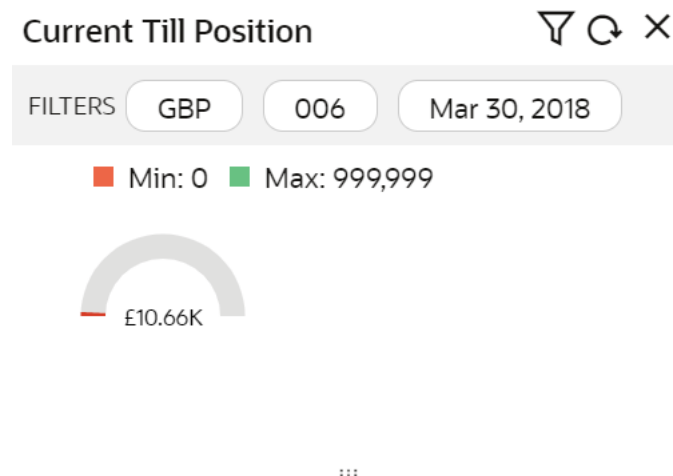 Current Till Position
FILTERS GBP 006 Mar 30, 2018
Min: 0 Max: 999,999
£10.66K